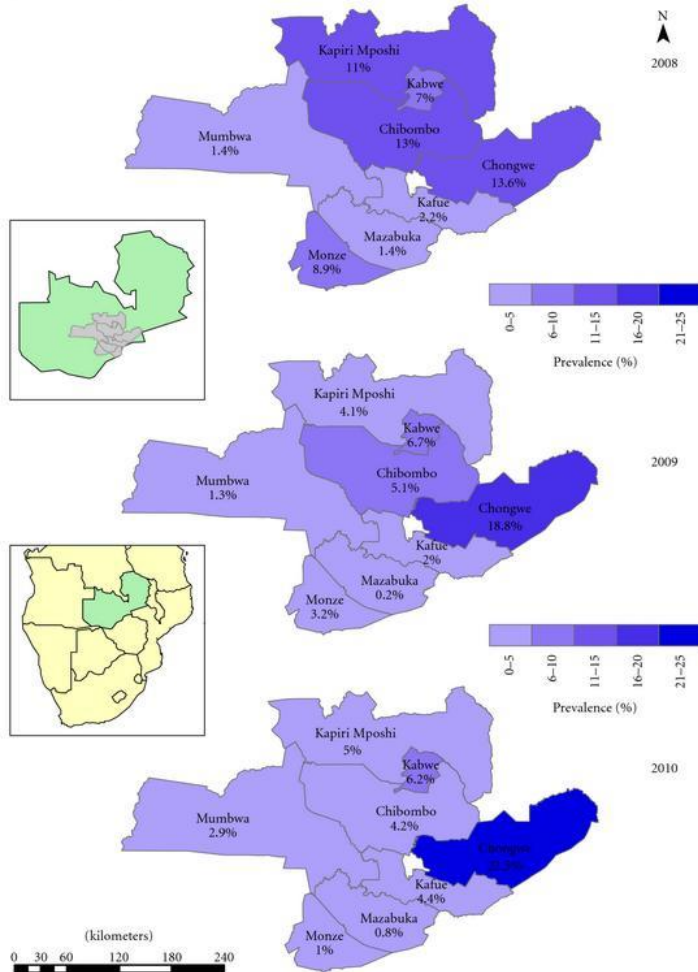 N
2008
Kapiri Mposhi
11%
Kabwe
7%
Mumbwa
1.4%
Chibombo
13%
Chongwe
13.6%
Kafue
2.2%
Mazabuka
1.4%
Monze
8.9%
0–5
6–10
11–15
16–20
21–25
Prevalence (%)
2009
Kapiri Mposhi
4.1%
Kabwe
6.7%
Mumbwa
1.3%
Chibombo
5.1%
Chongwe
18.8%
Kafue
2%
Mazabuka
0.2%
Monze
3.2%
0–5
6–10
11–15
16–20
21–25
Prevalence (%)
2010
Kapiri Mposhi
5%
Kabwe
6.2%
Mumbwa
2.9%
Chibombo
4.2%
Chongwe
Kafue
4.4%
Mazabuka
0.8%
Monze
1%
(kilometers)
0 30 60 120 180 240